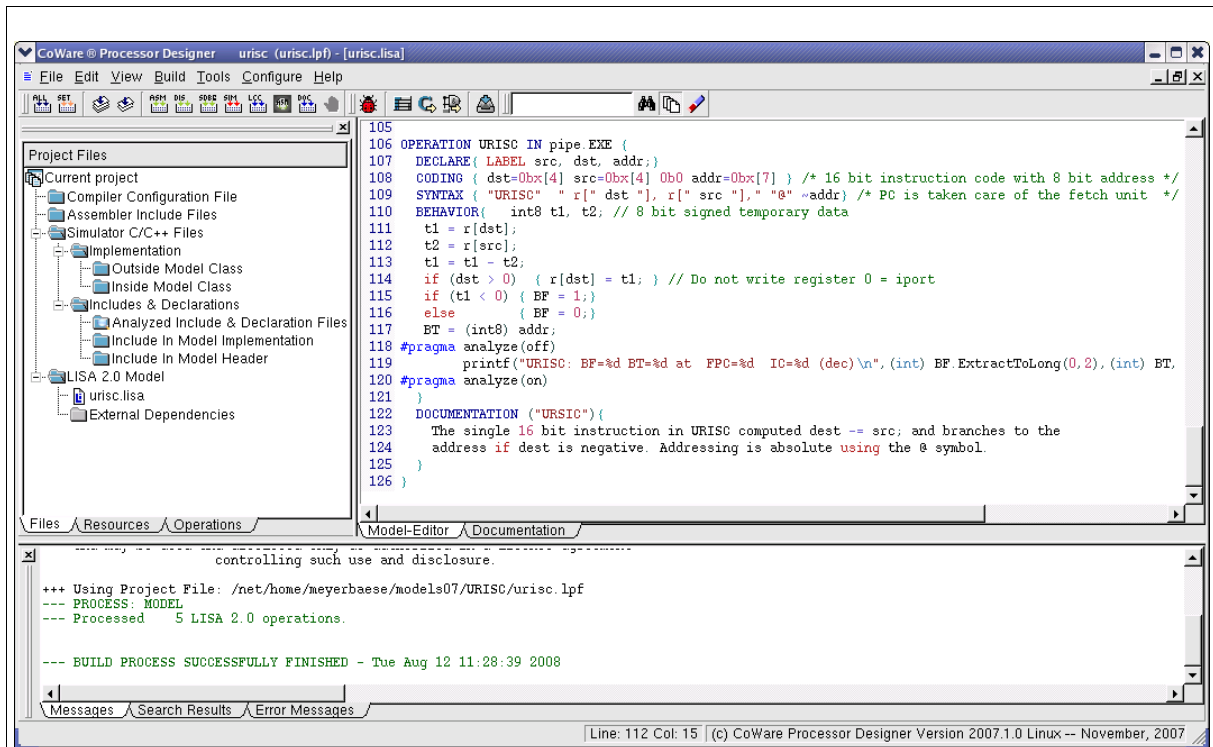 CoWare ® Processor Designer urisc (urisc.lpf) - [urisc.lisa]
File Edit View Build Tools Configure Help
ALL SET ASM DIS SDBG SIM LCC ASM DOC
Project Files
Current project
Compiler Configuration File
Assembler Include Files
Simulator C/C++ Files
Implementation
Outside Model Class
Inside Model Class
Includes & Declarations
Analyzed Include & Declaration Files
Include In Model Implementation
Include In Model Header
LISA 2.0 Model
urisc.lisa
External Dependencies
Files Resources Operations
105
106 OPERATION URISC IN pipe.EXE {
107 DECLARE{ LABEL src, dst, addr;}
108 CODING { dst=0bx[4] src=0bx[4] 0b0 addr=0bx[7] } /* 16 bit instruction code with 8 bit address */
109 SYNTAX { "URISC" " r[" dst "], r[" src "]," "@" ~addr} /* PC is taken care of the fetch unit */
110 BEHAVIOR{ int8 t1, t2; // 8 bit signed temporary data
111 t1 = r[dst];
112 t2 = r[src];
113 t1 = t1 - t2;
114 if (dst > 0) { r[dst] = t1; } // Do not write register 0 = iport
115 if (t1 < 0) { BF = 1;}
116 else { BF = 0;}
117 BT = (int8) addr;
118 #pragma analyze(off)
119 printf("URISC: BF=%d BT=%d at FPC=%d IC=%d (dec)\n",(int) BF.ExtractToLong(0,2),(int) BT,
120 #pragma analyze(on)
121 }
122 DOCUMENTATION ("URSIC"){
123 The single 16 bit instruction in URISC computed dest -= src; and branches to the
124 address if dest is negative. Addressing is absolute using the @ symbol.
125 }
126 }
Model-Editor Documentation
controlling such use and disclosure.
+++ Using Project File: /net/home/meyerbaese/models07/URISC/urisc.lpf
--- PROCESS: MODEL
--- Processed 5 LISA 2.0 operations.
--- BUILD PROCESS SUCCESSFULLY FINISHED - Tue Aug 12 11:28:39 2008
Messages Search Results Error Messages
Line: 112 Col: 15 (c) CoWare Processor Designer Version 2007.1.0 Linux -- November, 2007